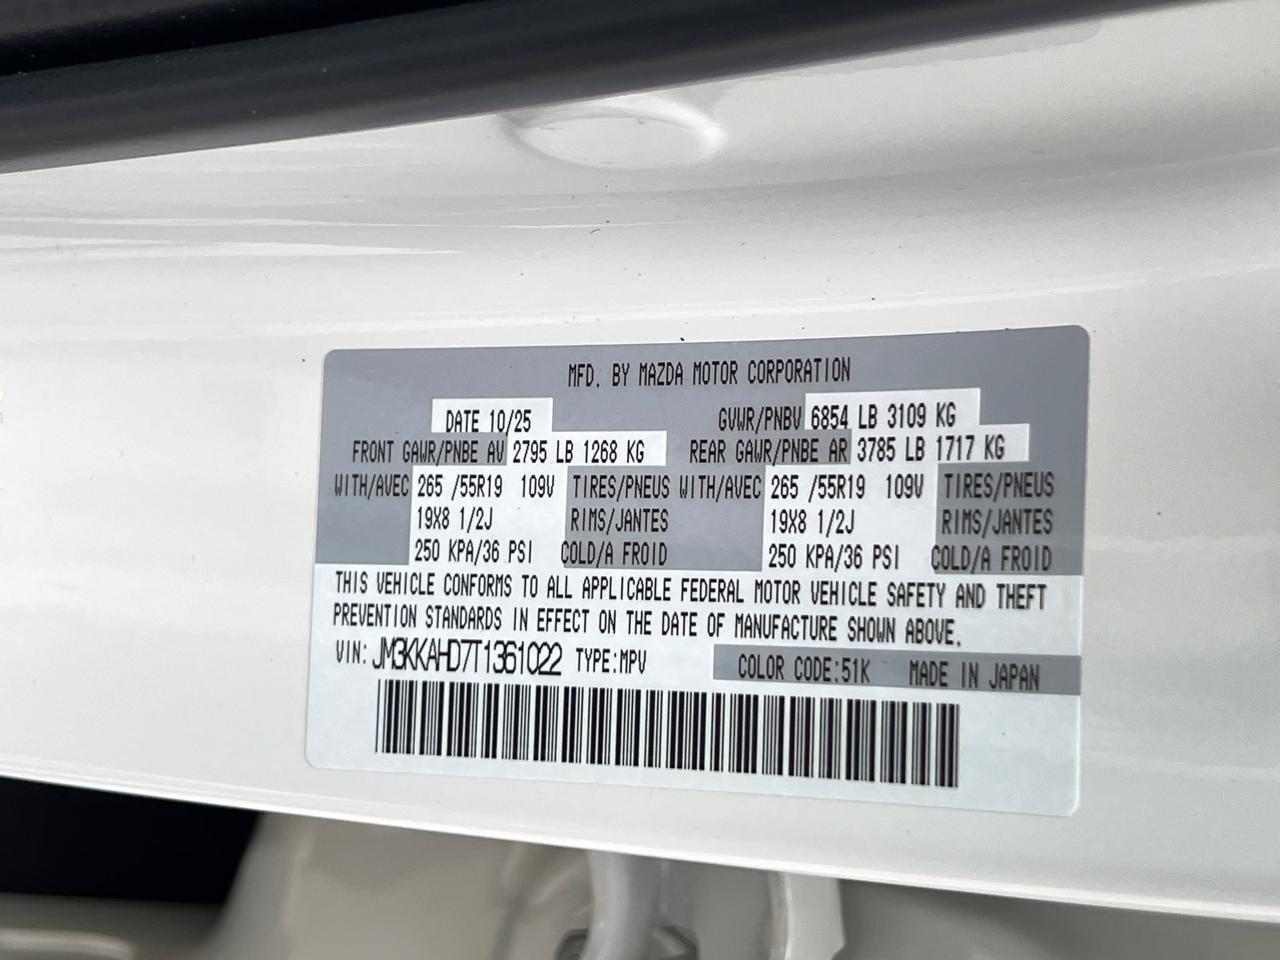 MFD. BY MAZDA MOTOR CORPORATION
DATE 10/25 GVWR/PNBV 6854 LB 3109 KG
FRONT GAWR/PNBE AV 2795 LB 1268 KG REAR GAWR/PNBE AR 3785 LB 1717 KG
WITH/AVEC 265 /55R19 109V TIRES/PNEUS WITH/AVEC 265 /55R19 109V TIRES/PNEUS
19X8 1/2J RIMS/JANTES 19X8 1/2J RIMS/JANTES
250 KPA/36 PSI COLD/A FROID 250 KPA/36 PSI COLD/A FROID
THIS VEHICLE CONFORMS TO ALL APPLICABLE FEDERAL MOTOR VEHICLE SAFETY AND THEFT
PREVENTION STANDARDS IN EFFECT ON THE DATE OF MANUFACTURE SHOWN ABOVE.
VIN: JM3KKAHD7T1361022 TYPE:MPV COLOR CODE:51K MADE IN JAPAN